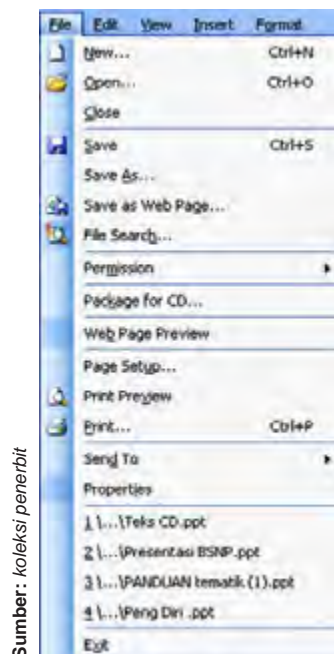 File Edit View Insert Format
New... Ctrl+N
Open... Ctrl+O
Close
Save Ctrl+S
Save As...
Save as Web Page...
File Search...
Permission
Package for CD...
Web Page Preview
Page Setup...
Print Preview
Print... Ctrl+P
Send To
Properties
1 \...\Teks CD.ppt
2 \...\Presentasi BSNP.ppt
3 \...\PANDUAN tematik (1).ppt
4 \...\Peng Diri .ppt
Exit
Sumber: koleksi penerbit